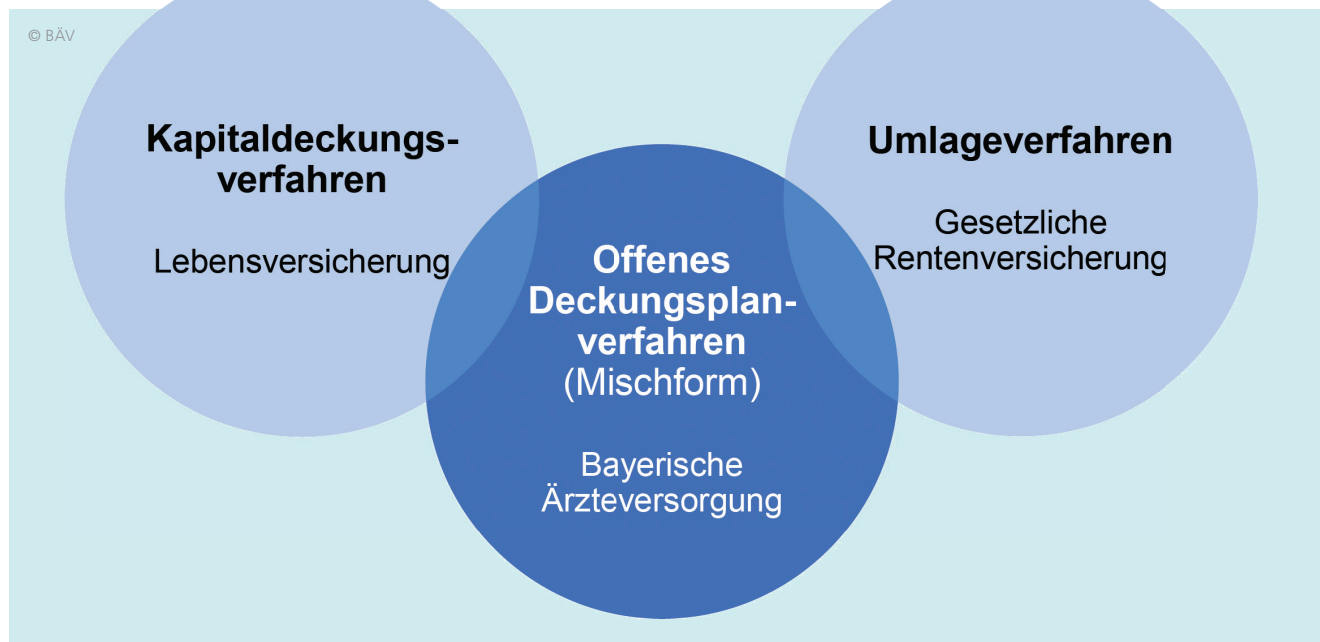 © BÄV
Kapitaldeckungs-
verfahren
Lebensversicherung
Offenes
Deckungsplan-
verfahren
(Mischform)
Bayerische
Ärzteversorgung
Umlageverfahren
Gesetzliche
Rentenversicherung